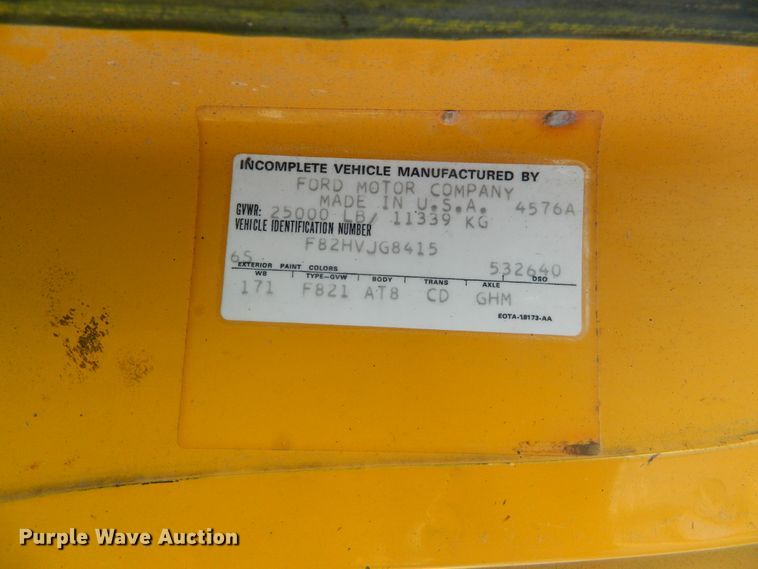 INCOMPLETE VEHICLE MANUFACTURED BY
FORD MOTOR COMPANY
MADE IN U.S.A. 4576A
GVWR: 25000 LB/ 11339 KG
VEHICLE IDENTIFICATION NUMBER
F82HVJG8415
6S 532640
EXTERIOR PAINT COLORS DSO
WB TYPE-GVW BODY TRANS AXLE
171 F821 AT8 CD GHM
EOTA-18173-AA
Purple Wave Auction